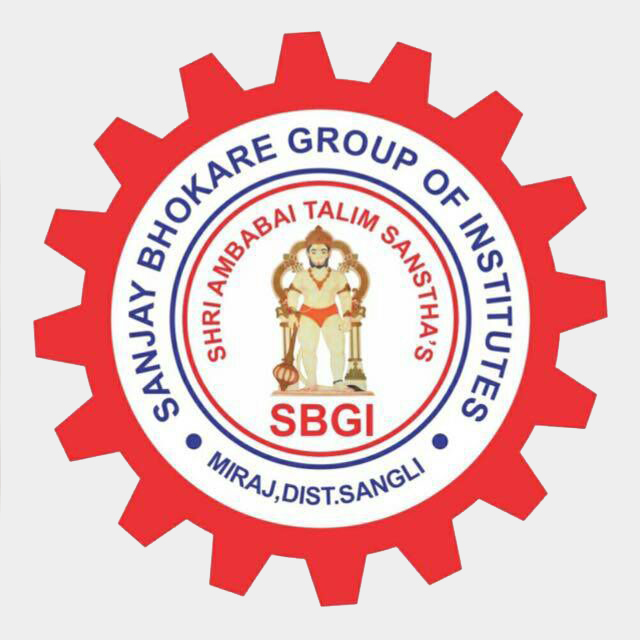 SANJAY BHOKARE GROUP OF INSTITUTES
SHRI AMBABAI TALIM SANSTHA'S
SBGI
MIRAJ,DIST.SANGLI